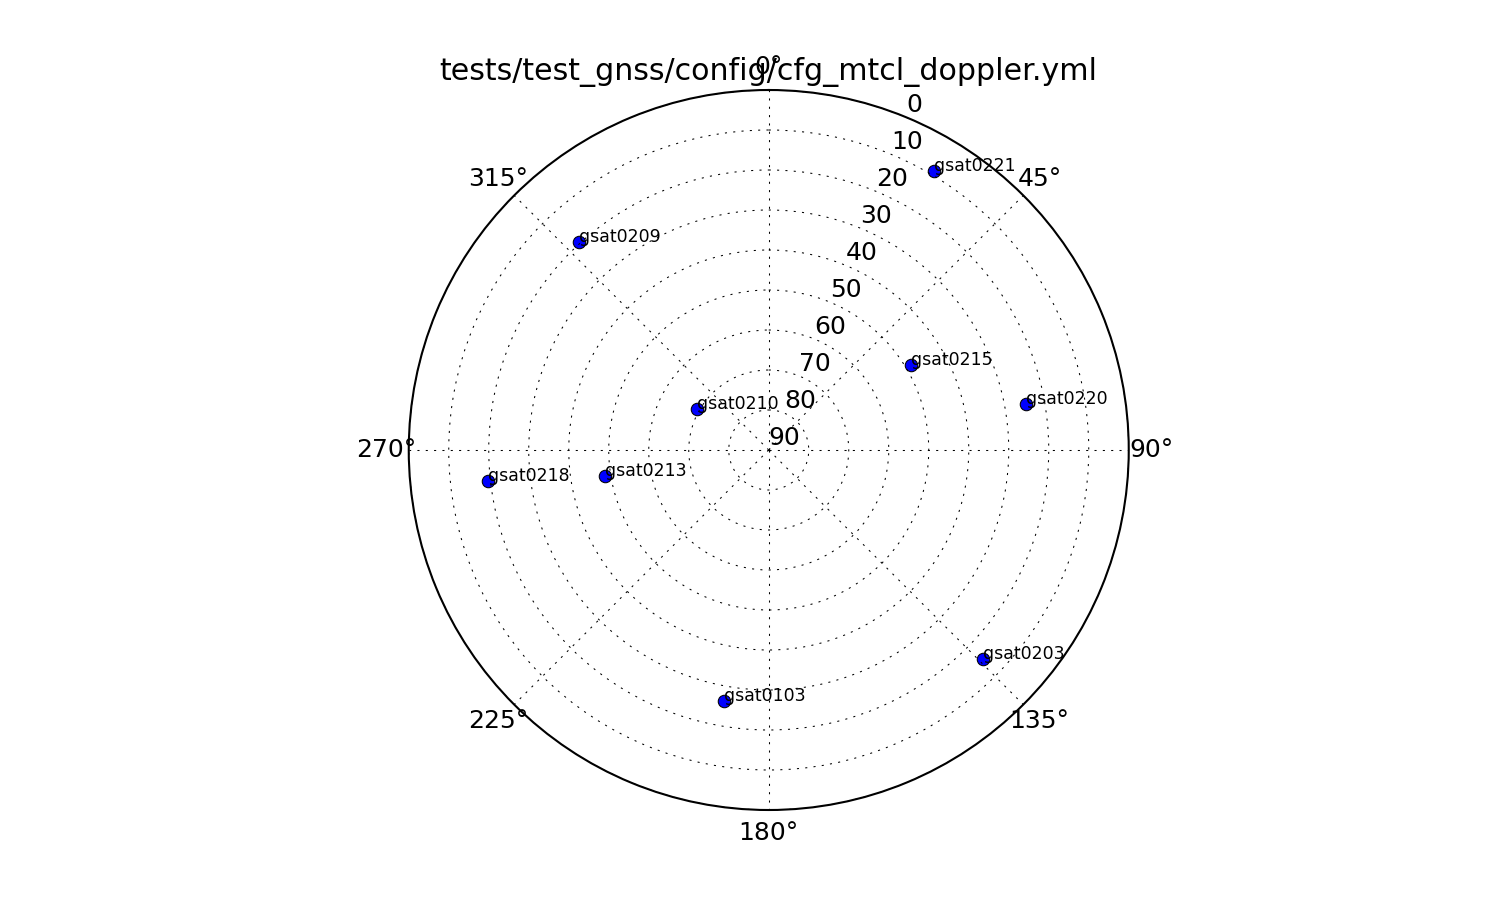 0°
tests/test_gnss/config/cfg_mtcl_doppler.yml
0
10
gsat0221
315°
20
45°
30
gsat0209
40
50
60
gsat0215
70
gsat0220
gsat0210
80
90
270°
90°
gsat0218
gsat0213
gsat0203
gsat0103
225°
135°
180°